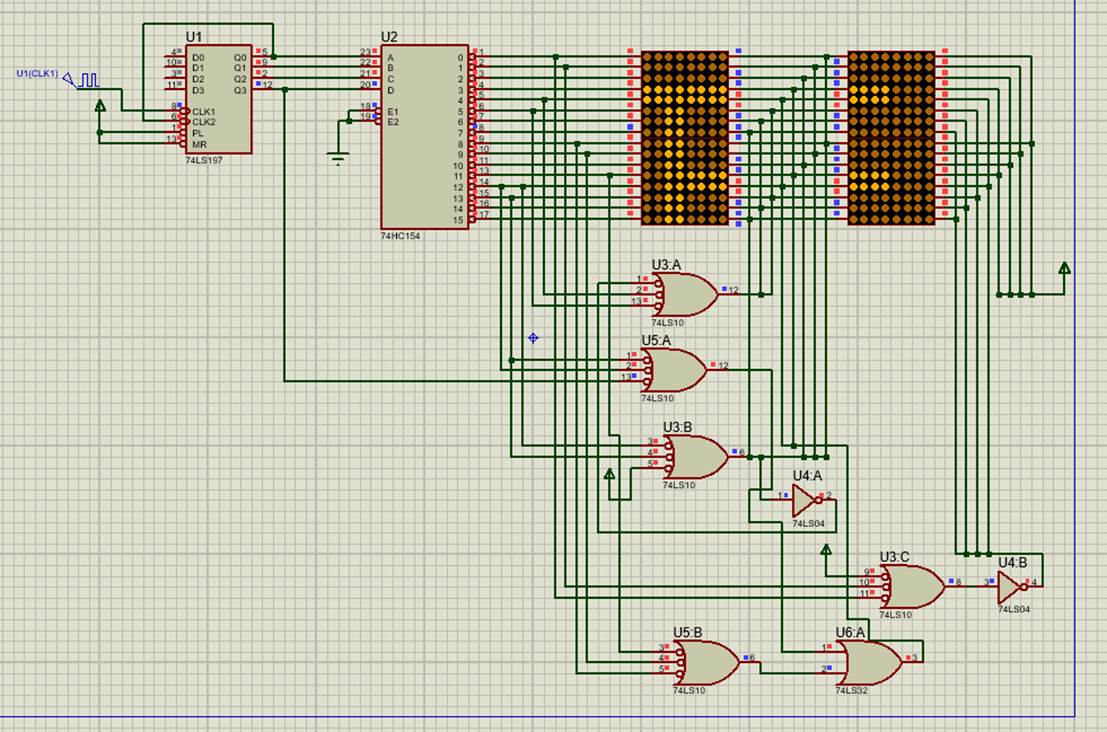 U1
U2
U1(CLK1)
4 D0 Q0 5
10 D1 Q1 9
3 D2 Q2 2
11 D3 Q3 12
8 CLK1
6 CLK2
1 PL
13 MR
74LS197
23 A 0 1
22 B 1 2
21 C 2 3
20 D 3 4
4 5
18 E1 5 6
19 E2 6 7
7 8
8 9
9 10
10 11
11 13
12 14
13 15
14 16
15 17
74HC154
U3:A
1
2 12
13
74LS10
U5:A
1
2 12
13
74LS10
U3:B
3
4 6
5
74LS10
U4:A
1 2
74LS04
U3:C
9
10 8
11
74LS10
U4:B
3 4
74LS04
U5:B
3
4 6
5
74LS10
U6:A
1
3
2
74LS32